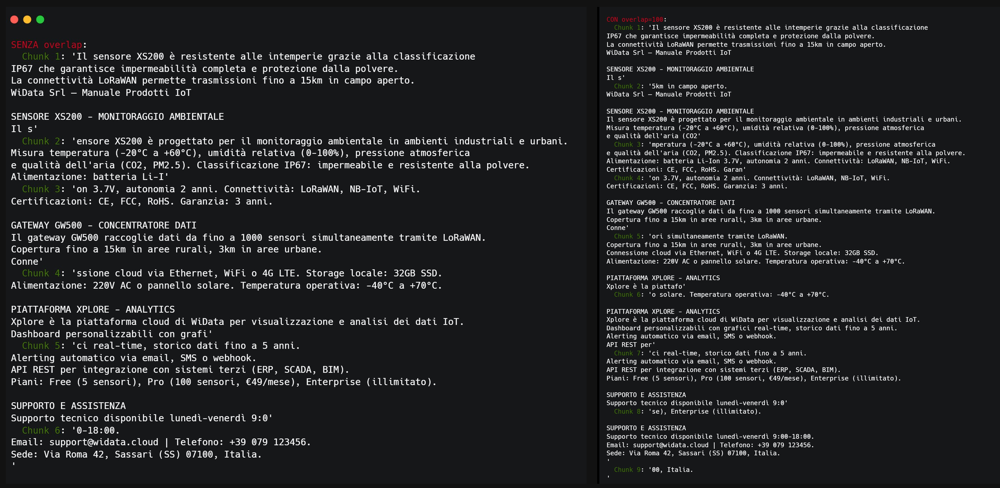 SENZA overlap:
Chunk 1: 'Il sensore XS200 è resistente alle intemperie grazie alla classificazione
IP67 che garantisce impermeabilità completa e protezione dalla polvere.
La connettività LoRaWAN permette trasmissioni fino a 15km in campo aperto.
WiData Srl — Manuale Prodotti IoT

SENSORE XS200 - MONITORAGGIO AMBIENTALE
Il s'
Chunk 2: 'ensore XS200 è progettato per il monitoraggio ambientale in ambienti industriali e urbani.
Misura temperatura (-20°C a +60°C), umidità relativa (0-100%), pressione atmosferica
e qualità dell'aria (CO2, PM2.5). Classificazione IP67: impermeabile e resistente alla polvere.
Alimentazione: batteria Li-I'
Chunk 3: 'on 3.7V, autonomia 2 anni. Connettività: LoRaWAN, NB-IoT, WiFi.
Certificazioni: CE, FCC, RoHS. Garanzia: 3 anni.

GATEWAY GW500 - CONCENTRATORE DATI
Il gateway GW500 raccoglie dati da fino a 1000 sensori simultaneamente tramite LoRaWAN.
Copertura fino a 15km in aree rurali, 3km in aree urbane.
Conne'
Chunk 4: 'ssione cloud via Ethernet, WiFi o 4G LTE. Storage locale: 32GB SSD.
Alimentazione: 220V AC o pannello solare. Temperatura operativa: -40°C a +70°C.

PIATTAFORMA XPLORE - ANALYTICS
Xplore è la piattaforma cloud di WiData per visualizzazione e analisi dei dati IoT.
Dashboard personalizzabili con grafi'
Chunk 5: 'ci real-time, storico dati fino a 5 anni.
Alerting automatico via email, SMS o webhook.
API REST per integrazione con sistemi terzi (ERP, SCADA, BIM).
Piani: Free (5 sensori), Pro (100 sensori, €49/mese), Enterprise (illimitato).

SUPPORTO E ASSISTENZA
Supporto tecnico disponibile lunedì-venerdì 9:0'
Chunk 6: '0-18:00.
Email: support@widata.cloud | Telefono: +39 079 123456.
Sede: Via Roma 42, Sassari (SS) 07100, Italia.
'
CON overlap=100:
Chunk 1: 'Il sensore XS200 è resistente alle intemperie grazie alla classificazione
IP67 che garantisce impermeabilità completa e protezione dalla polvere.
La connettività LoRaWAN permette trasmissioni fino a 15km in campo aperto.
WiData Srl — Manuale Prodotti IoT

SENSORE XS200 - MONITORAGGIO AMBIENTALE
Il s'
Chunk 2: '5km in campo aperto.
WiData Srl — Manuale Prodotti IoT

SENSORE XS200 - MONITORAGGIO AMBIENTALE
Il sensore XS200 è progettato per il monitoraggio ambientale in ambienti industriali e urbani.
Misura temperatura (-20°C a +60°C), umidità relativa (0-100%), pressione atmosferica
e qualità dell'aria (CO2'
Chunk 3: 'mperatura (-20°C a +60°C), umidità relativa (0-100%), pressione atmosferica
e qualità dell'aria (CO2, PM2.5). Classificazione IP67: impermeabile e resistente alla polvere.
Alimentazione: batteria Li-Ion 3.7V, autonomia 2 anni. Connettività: LoRaWAN, NB-IoT, WiFi.
Certificazioni: CE, FCC, RoHS. Garan'
Chunk 4: 'on 3.7V, autonomia 2 anni. Connettività: LoRaWAN, NB-IoT, WiFi.
Certificazioni: CE, FCC, RoHS. Garanzia: 3 anni.

GATEWAY GW500 - CONCENTRATORE DATI
Il gateway GW500 raccoglie dati da fino a 1000 sensori simultaneamente tramite LoRaWAN.
Copertura fino a 15km in aree rurali, 3km in aree urbane.
Conne'
Chunk 5: 'ori simultaneamente tramite LoRaWAN.
Copertura fino a 15km in aree rurali, 3km in aree urbane.
Connessione cloud via Ethernet, WiFi o 4G LTE. Storage locale: 32GB SSD.
Alimentazione: 220V AC o pannello solare. Temperatura operativa: -40°C a +70°C.

PIATTAFORMA XPLORE - ANALYTICS
Xplore è la piattafo'
Chunk 6: 'o solare. Temperatura operativa: -40°C a +70°C.

PIATTAFORMA XPLORE - ANALYTICS
Xplore è la piattaforma cloud di WiData per visualizzazione e analisi dei dati IoT.
Dashboard personalizzabili con grafici real-time, storico dati fino a 5 anni.
Alerting automatico via email, SMS o webhook.
API REST per'
Chunk 7: 'ci real-time, storico dati fino a 5 anni.
Alerting automatico via email, SMS o webhook.
API REST per integrazione con sistemi terzi (ERP, SCADA, BIM).
Piani: Free (5 sensori), Pro (100 sensori, €49/mese), Enterprise (illimitato).

SUPPORTO E ASSISTENZA
Supporto tecnico disponibile lunedì-venerdì 9:0'
Chunk 8: 'se), Enterprise (illimitato).

SUPPORTO E ASSISTENZA
Supporto tecnico disponibile lunedì-venerdì 9:00-18:00.
Email: support@widata.cloud | Telefono: +39 079 123456.
Sede: Via Roma 42, Sassari (SS) 07100, Italia.
'
Chunk 9: '00, Italia.
'